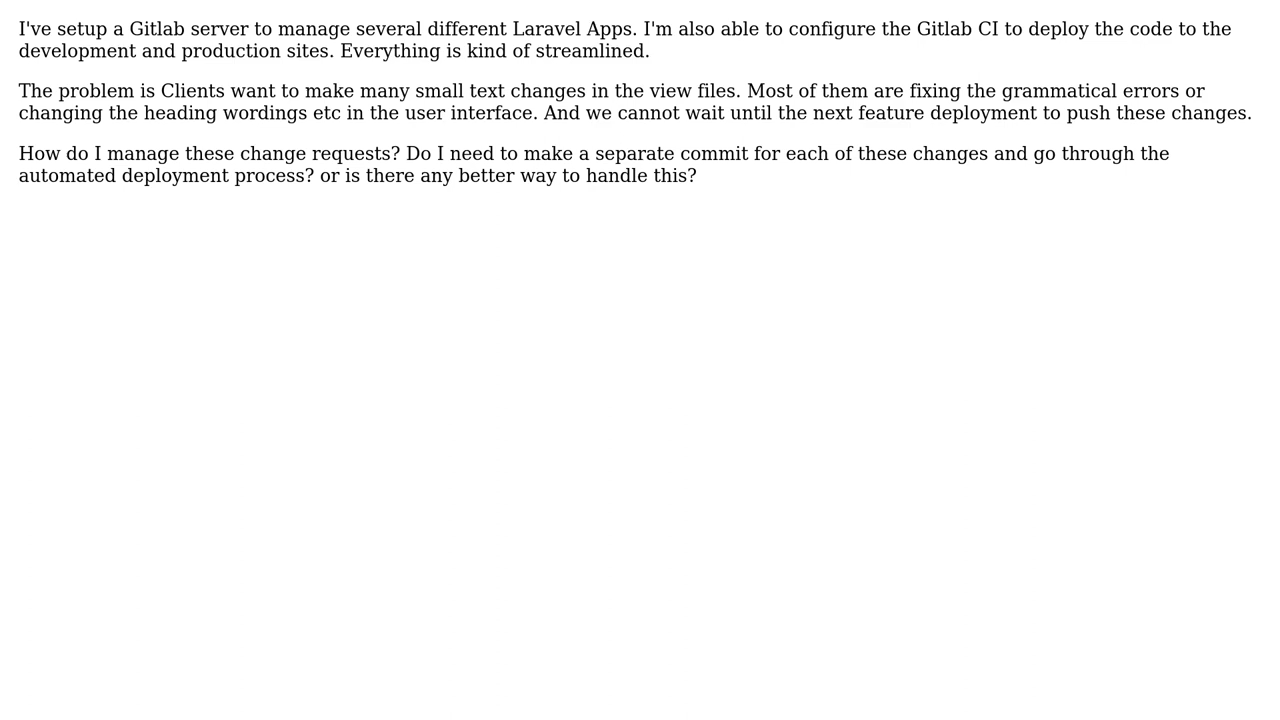 I've setup a Gitlab server to manage several different Laravel Apps. I'm also able to configure the Gitlab CI to deploy the code to the
development and production sites. Everything is kind of streamlined.
The problem is Clients want to make many small text changes in the view files. Most of them are fixing the grammatical errors or
changing the heading wordings etc in the user interface. And we cannot wait until the next feature deployment to push these changes.
How do I manage these change requests? Do I need to make a separate commit for each of these changes and go through the
automated deployment process? or is there any better way to handle this?